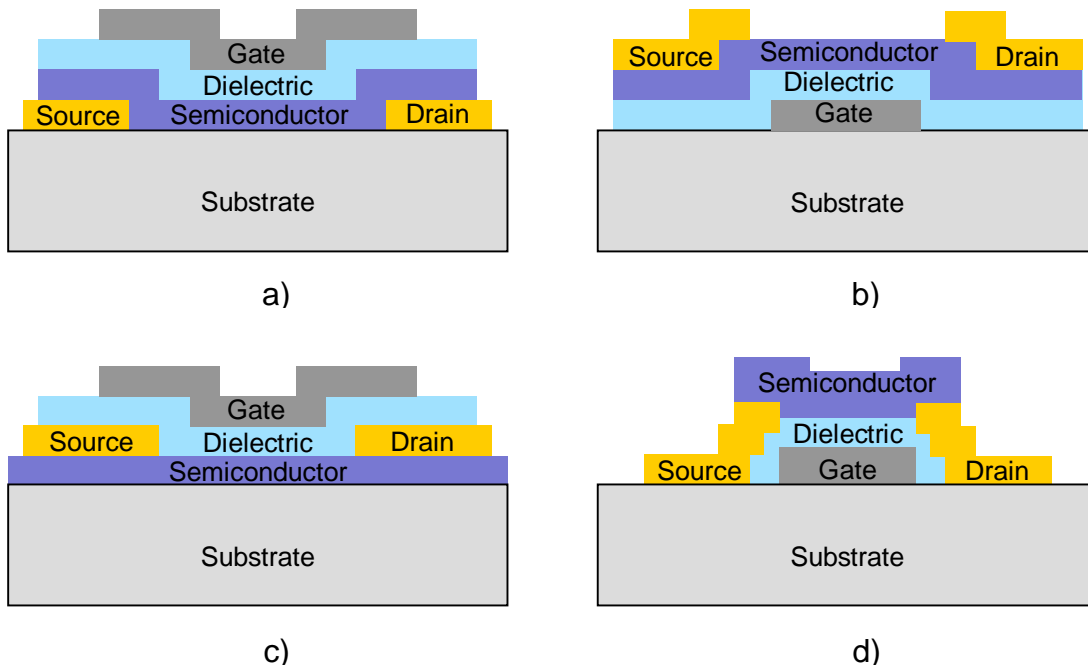 Gate
Dielectric
Source Semiconductor Drain
Substrate
a)
Source Semiconductor Drain
Dielectric
Gate
Substrate
b)
Gate
Source Dielectric Drain
Semiconductor
Substrate
c)
Semiconductor
Dielectric
Source Gate Drain
Substrate
d)